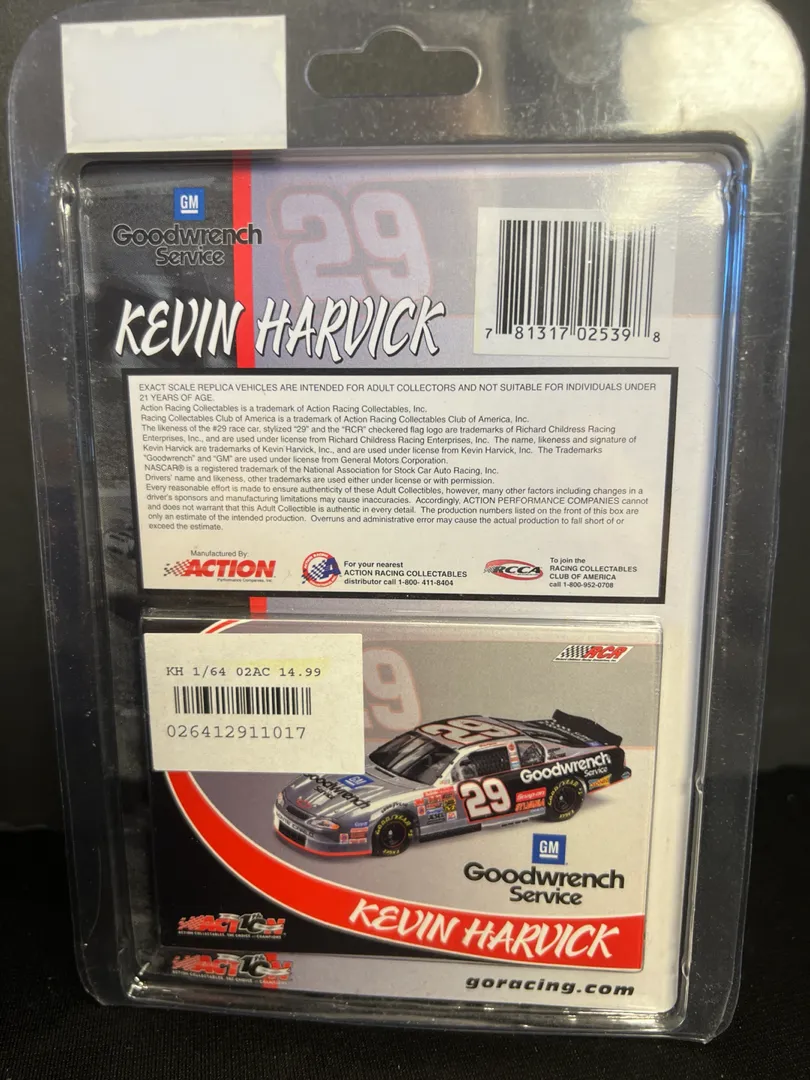 GM
Goodwrench
Service
29
KEVIN HARVICK
7 81317 02539 8
EXACT SCALE REPLICA VEHICLES ARE INTENDED FOR ADULT COLLECTORS AND NOT SUITABLE FOR INDIVIDUALS UNDER
21 YEARS OF AGE.
Action Racing Collectables is a trademark of Action Racing Collectables, Inc.
Racing Collectables Club of America is a trademark of Action Racing Collectables Club of America, Inc.
The likeness of the #29 race car, stylized "29" and the "RCR" checkered flag logo are trademarks of Richard Childress Racing
Enterprises, Inc., and are used under license from Richard Childress Racing Enterprises, Inc. The name, likeness and signature of
Kevin Harvick are trademarks of Kevin Harvick, Inc., and are used under license from Kevin Harvick, Inc. The Trademarks
"Goodwrench" and "GM" are used under license from General Motors Corporation.
NASCAR® is a registered trademark of the National Association for Stock Car Auto Racing, Inc.
Drivers' name and likeness, other trademarks are used either under license or with permission.
Every reasonable effort is made to ensure authenticity of these Adult Collectibles, however, many other factors including changes in a
driver's sponsors and manufacturing limitations may cause inaccuracies. Accordingly, ACTION PERFORMANCE COMPANIES cannot
and does not warrant that this Adult Collectible is authentic in every detail. The production numbers listed on the front of this box are
only an estimate of the intended production. Overruns and administrative error may cause the actual production to fall short of or
exceed the estimate.
Manufactured By:
ACTION
Performance Companies, Inc.
For your nearest
ACTION RACING COLLECTABLES
distributor call 1-800- 411-8404
RCCA
To join the
RACING COLLECTABLES
CLUB OF AMERICA
call 1-800-952-0708
KH 1/64 02AC 14.99
026412911017
RCR
29
GM
Goodwrench
Service
29
Snap-on
SYLVANIA
GOODYEAR
GM
Goodwrench
Service
KEVIN HARVICK
ACTION
ACTION
goracing.com